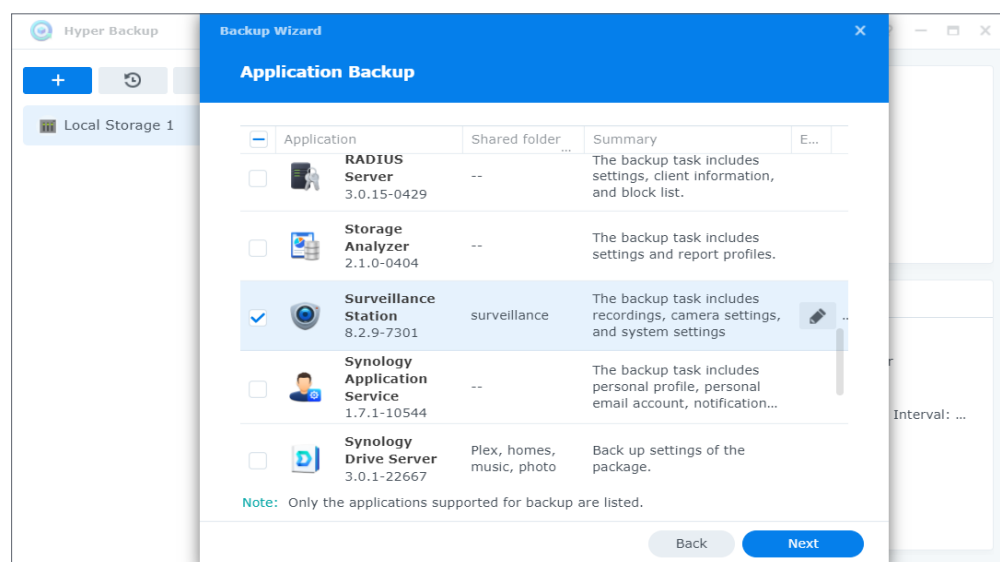 Hyper Backup
Backup Wizard
Application Backup
Local Storage 1
Application Shared folder... Summary E...
RADIUS
Server
3.0.15-0429
--
The backup task includes
settings, client information,
and block list.
Storage
Analyzer
2.1.0-0404
--
The backup task includes
settings and report profiles.
Surveillance
Station
8.2.9-7301
surveillance
The backup task includes
recordings, camera settings,
and system settings
..
Synology
Application
Service
1.7.1-10544
--
The backup task includes
personal profile, personal
email account, notification...
Synology
Drive Server
3.0.1-22667
Plex, homes,
music, photo
Back up settings of the
package.
r
Interval: ...
Note: Only the applications supported for backup are listed.
Back Next